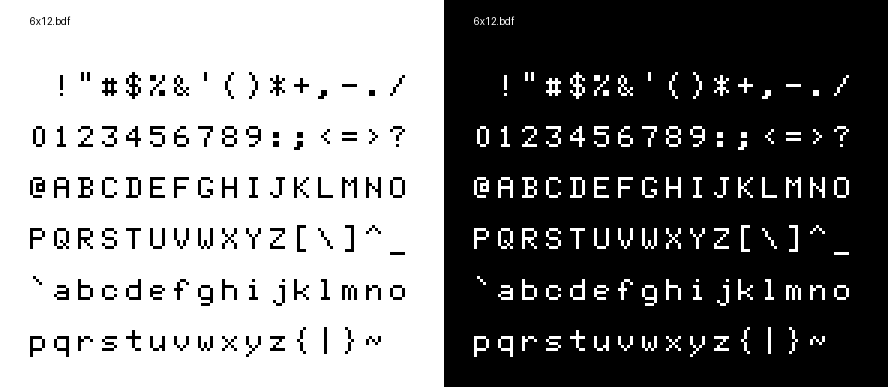 6x12.bdf
!"#$%&'()*+,-./
0123456789:;<=>?
@ABCDEFGHIJKLMNO
PQRSTUVWXYZ[\]^_
`abcdefghijklmno
pqrstuvwxyz{|}~
6x12.bdf
!"#$%&'()*+,-./
0123456789:;<=>?
@ABCDEFGHIJKLMNO
PQRSTUVWXYZ[\]^_
`abcdefghijklmno
pqrstuvwxyz{|}~